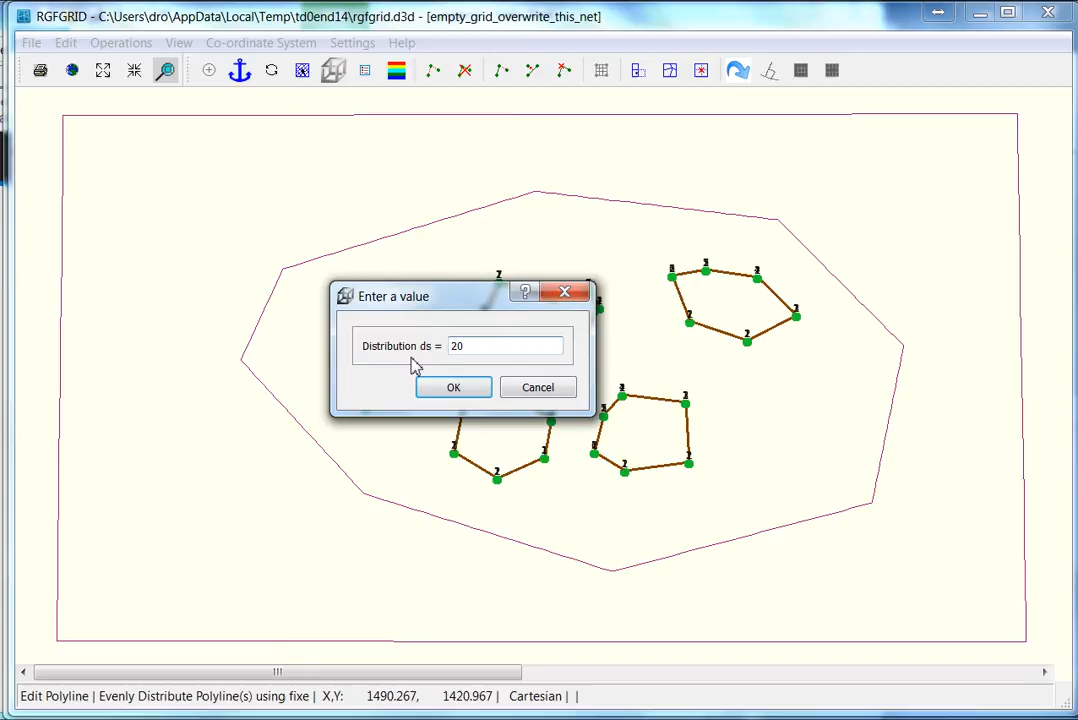 RGFGRID - C:\Users\dro\AppData\Local\Temp\td0end14\rgfgrid.d3d - [empty_grid_overwrite_this_net]
File Edit Operations View Co-ordinate System Settings Help
Enter a value
Distribution ds = 20
OK Cancel
Edit Polyline | Evenly Distribute Polyline(s) using fixe | X,Y: 1490.267, 1420.967 | Cartesian | |